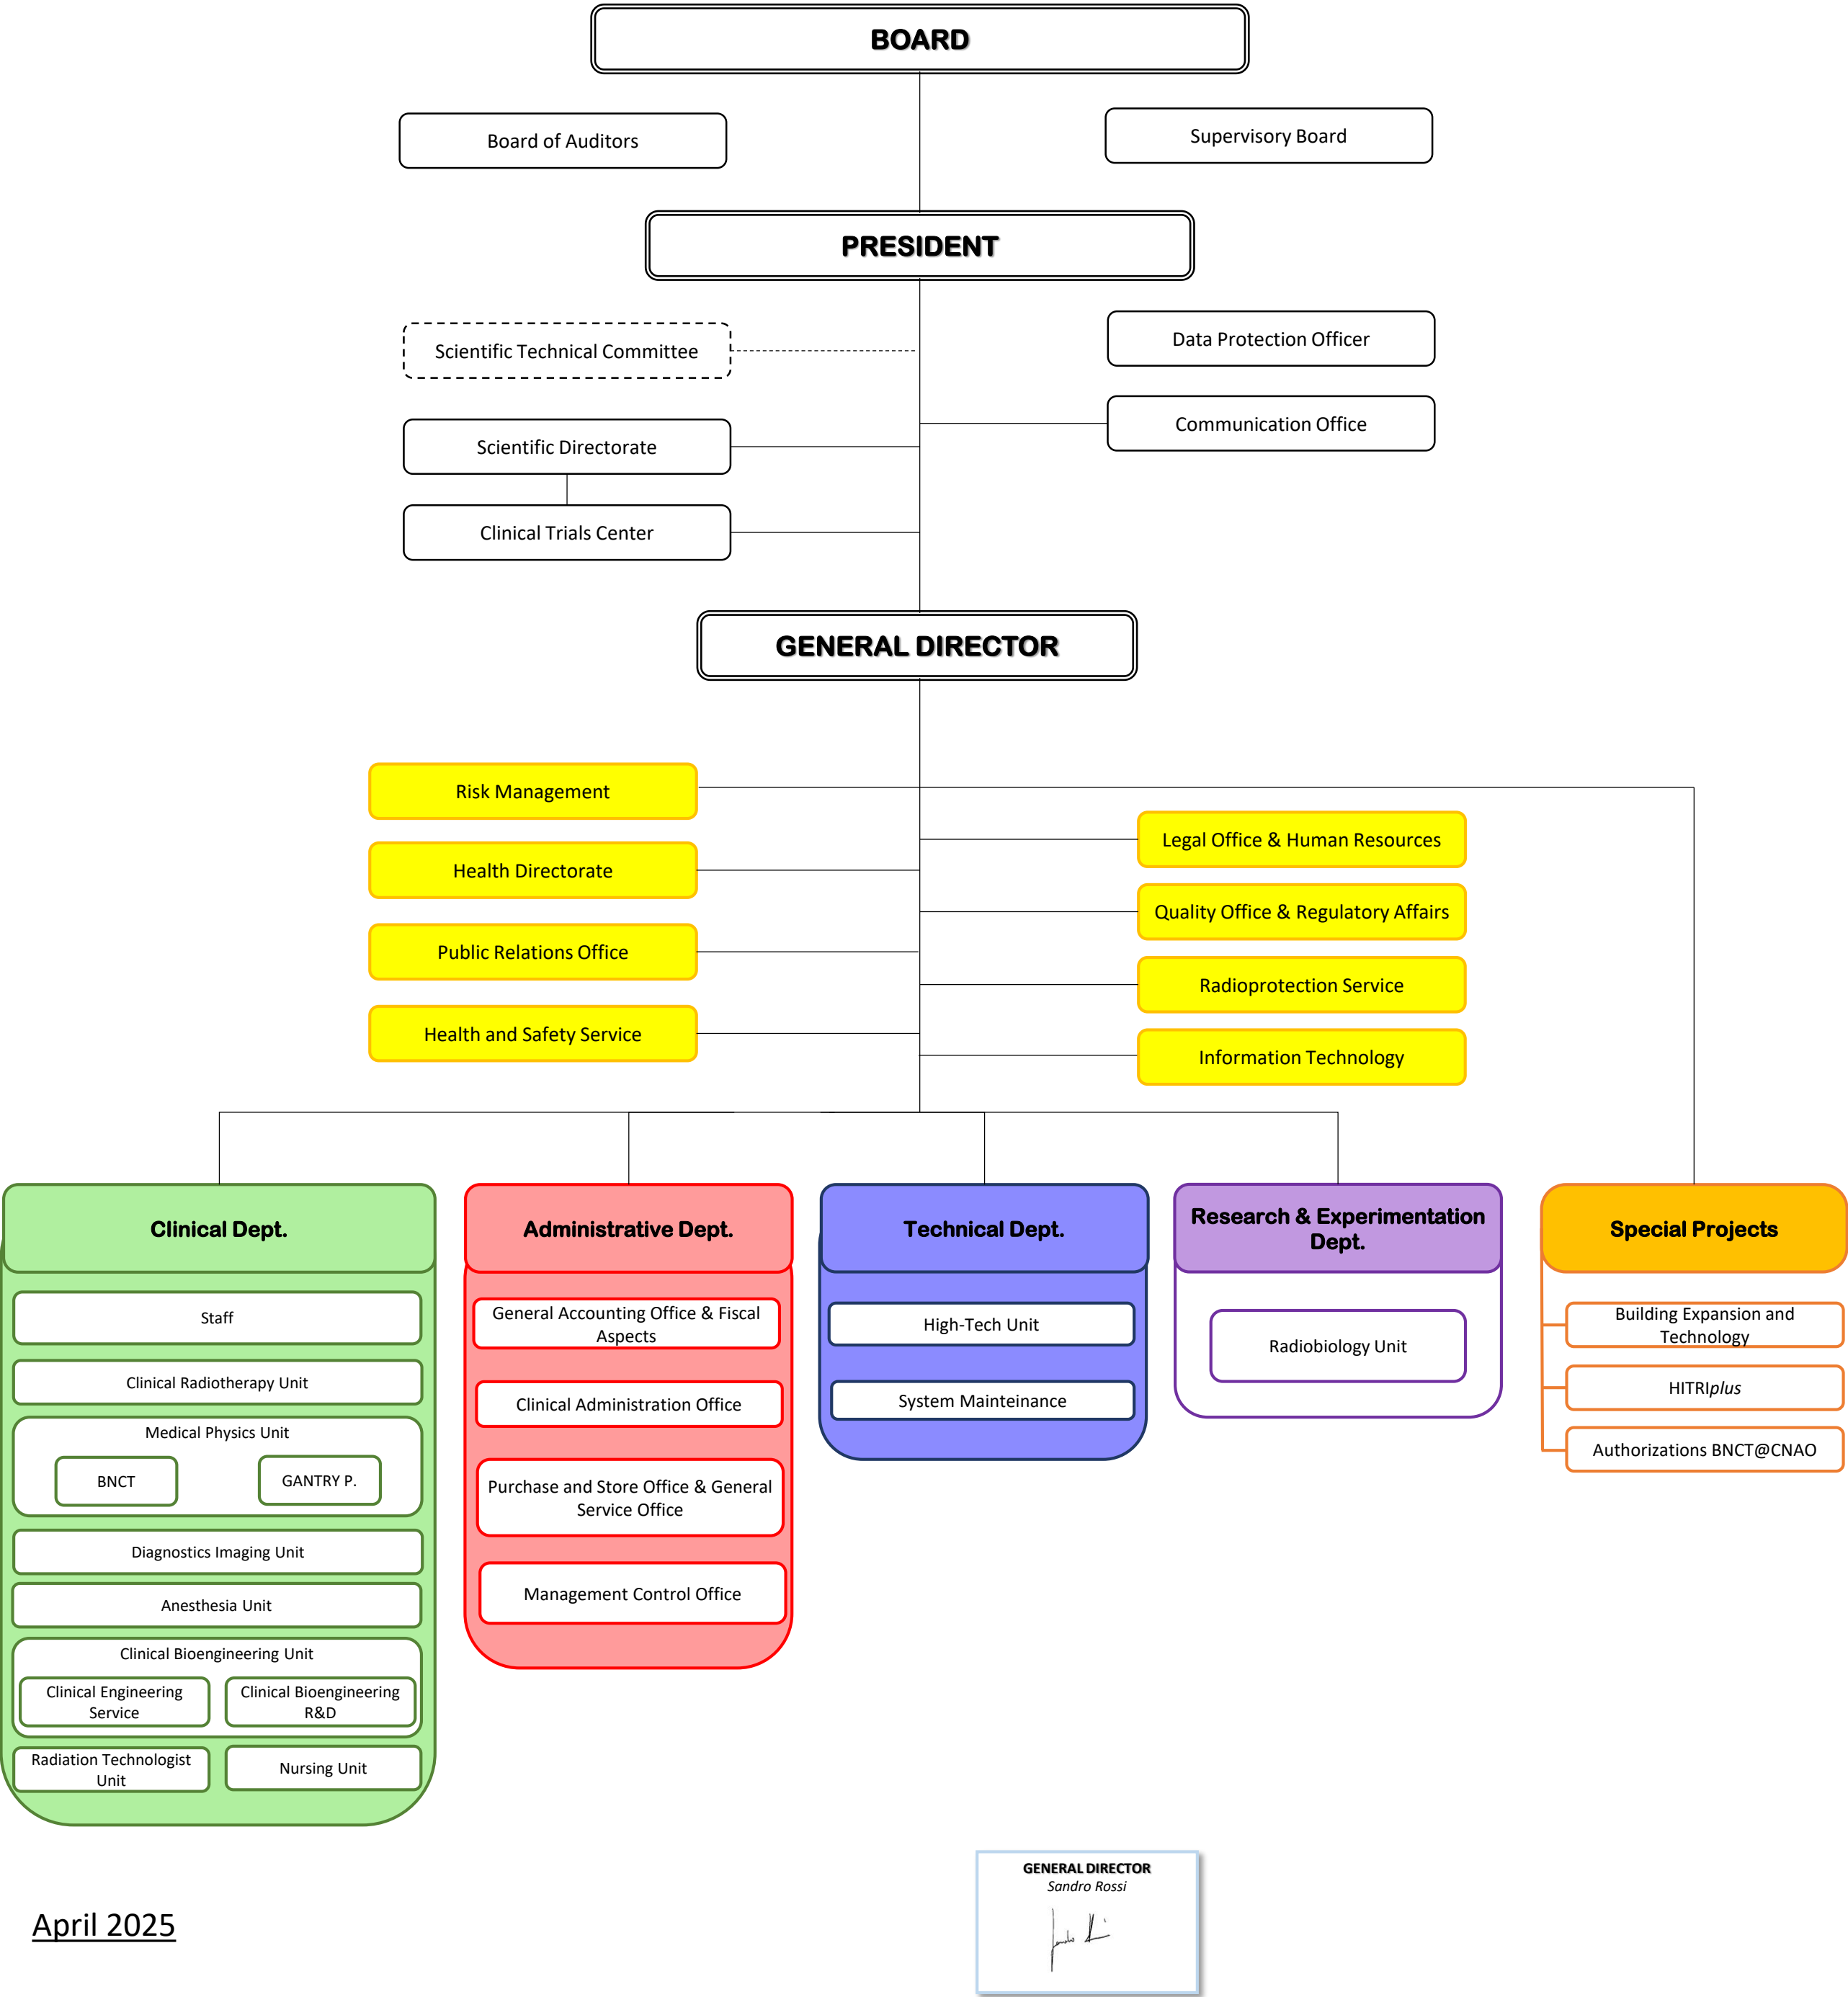 BOARD
Board of Auditors
Supervisory Board
PRESIDENT
Scientific Technical Committee
Data Protection Officer
Communication Office
Scientific Directorate
Clinical Trials Center
GENERAL DIRECTOR
Risk Management
Legal Office & Human Resources
Health Directorate
Quality Office & Regulatory Affairs
Public Relations Office
Radioprotection Service
Health and Safety Service
Information Technology
Clinical Dept.
Staff
Clinical Radiotherapy Unit
Medical Physics Unit
BNCT
GANTRY P.
Diagnostics Imaging Unit
Anesthesia Unit
Clinical Bioengineering Unit
Clinical Engineering
Service
Clinical Bioengineering
R&D
Radiation Technologist
Unit
Nursing Unit
Administrative Dept.
General Accounting Office & Fiscal
Aspects
Clinical Administration Office
Purchase and Store Office & General
Service Office
Management Control Office
Technical Dept.
High-Tech Unit
System Mainteinance
Research & Experimentation
Dept.
Radiobiology Unit
Special Projects
Building Expansion and
Technology
HITRIplus
Authorizations BNCT@CNAO
GENERAL DIRECTOR
Sandro Rossi
April 2025